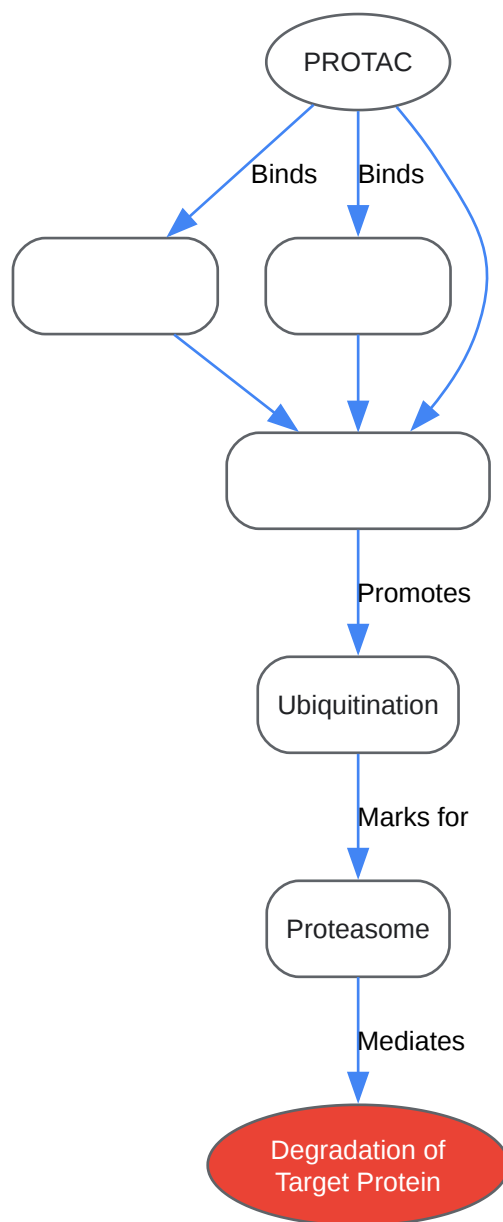 PROTAC
Binds
Binds
Promotes
Ubiquitination
Marks for
Proteasome
Mediates
Degradation of
Target Protein